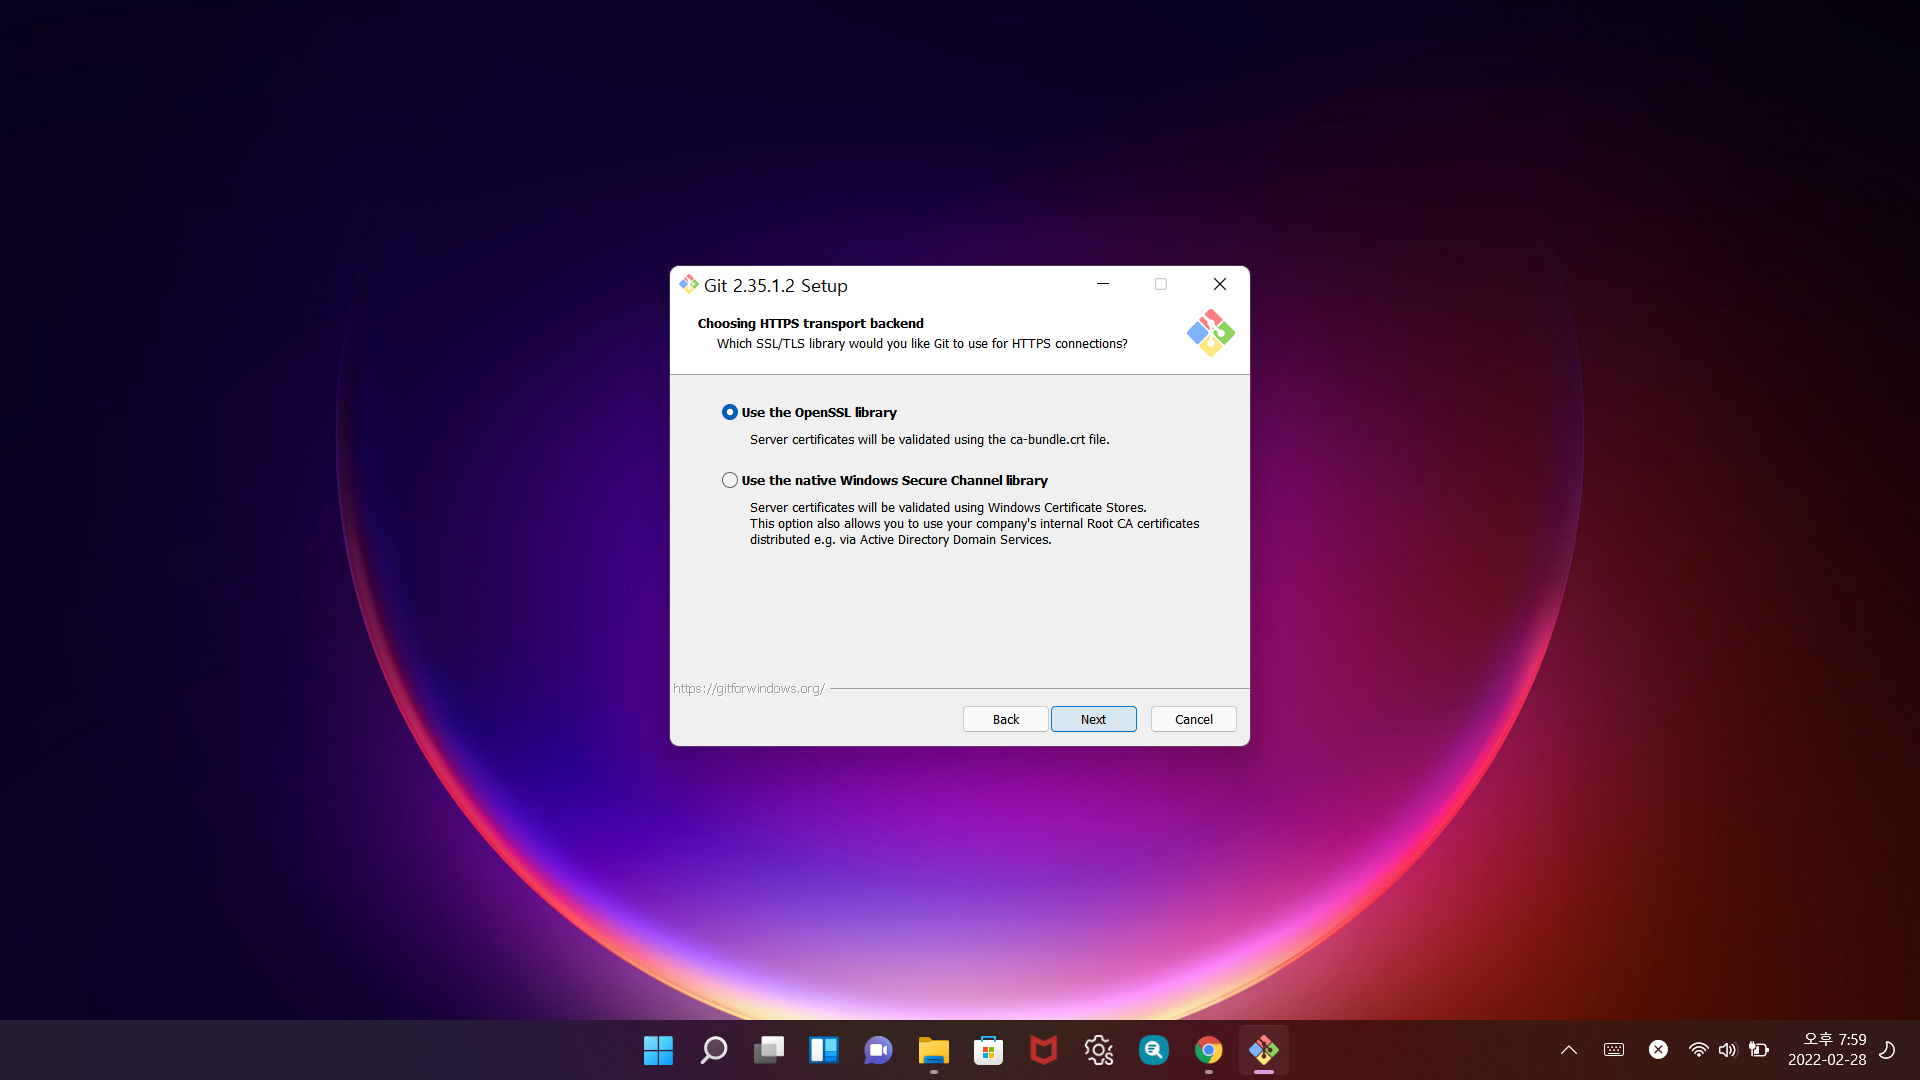 Git 2.35.1.2 Setup
Choosing HTTPS transport backend
Which SSL/TLS library would you like Git to use for HTTPS connections?
Use the OpenSSL library
Server certificates will be validated using the ca-bundle.crt file.
Use the native Windows Secure Channel library
Server certificates will be validated using Windows Certificate Stores.
This option also allows you to use your company's internal Root CA certificates
distributed e.g. via Active Directory Domain Services.
https://gitforwindows.org/
Back
Next
Cancel
오후 7:59
2022-02-28